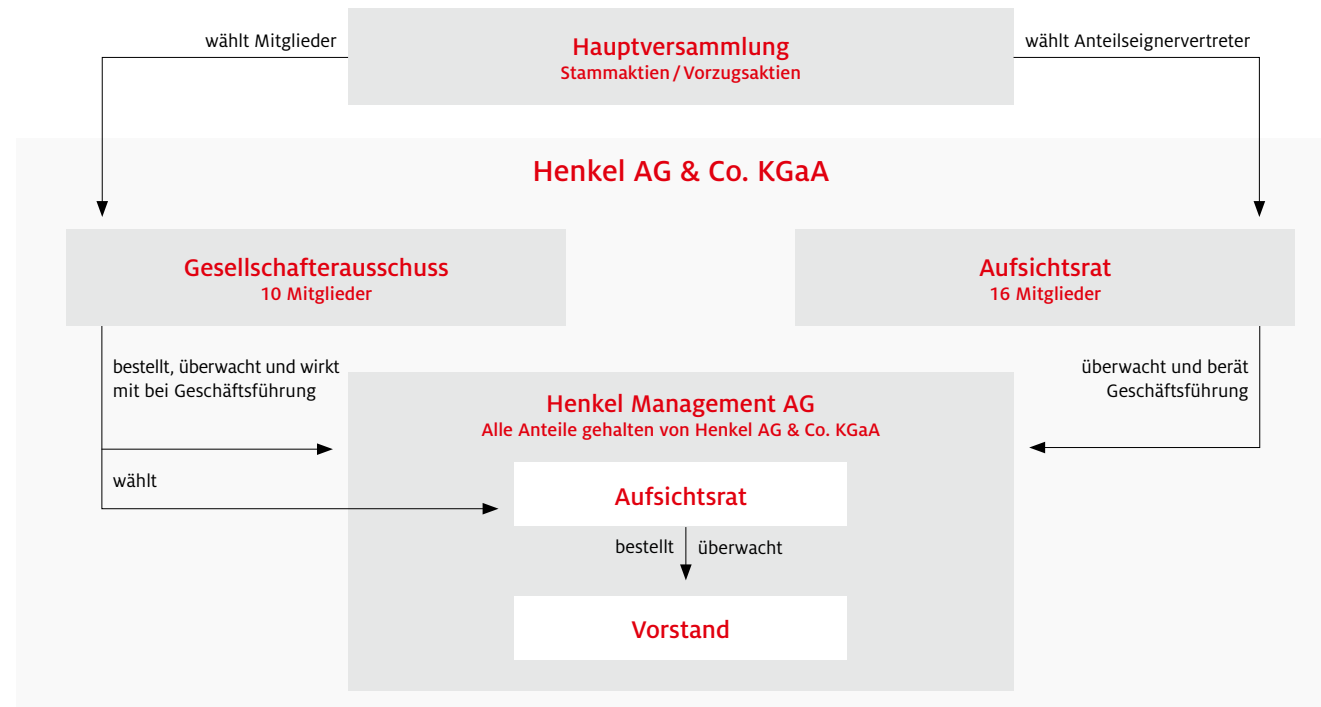 wählt Mitglieder
Hauptversammlung
Stammaktien / Vorzugsaktien
wählt Anteilseignervertreter
Henkel AG & Co. KGaA
Gesellschafterausschuss
10 Mitglieder
Aufsichtsrat
16 Mitglieder
bestellt, überwacht und wirkt
mit bei Geschäftsführung
überwacht und berät
Geschäftsführung
Henkel Management AG
Alle Anteile gehalten von Henkel AG & Co. KGaA
wählt
Aufsichtsrat
bestellt
überwacht
Vorstand